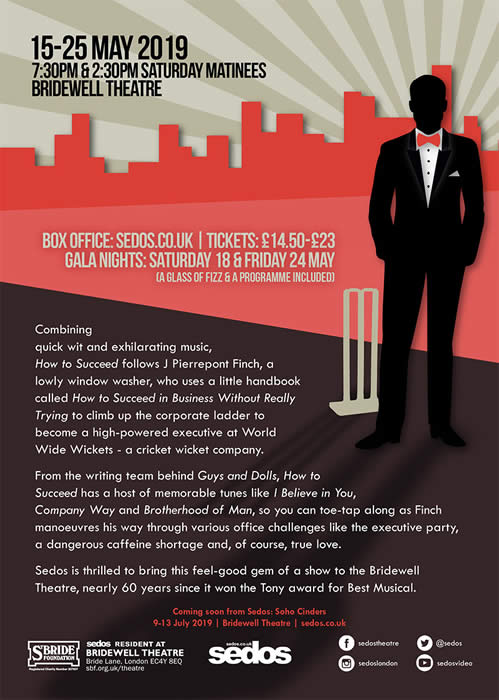 15-25 MAY 2019
7:30PM & 2:30PM SATURDAY MATINEES
BRIDEWELL THEATRE
BOX OFFICE: SEDOS.CO.UK | TICKETS: £14.50-£23
GALA NIGHTS: SATURDAY 18 & FRIDAY 24 MAY
(A GLASS OF FIZZ & A PROGRAMME INCLUDED)
Combining
quick wit and exhilarating music,
How to Succeed follows J Pierrepont Finch, a
lowly window washer, who uses a little handbook
called How to Succeed in Business Without Really
Trying to climb up the corporate ladder to
become a high-powered executive at World
Wide Wickets - a cricket wicket company.
From the writing team behind Guys and Dolls, How to
Succeed has a host of memorable tunes like I Believe in You,
Company Way and Brotherhood of Man, so you can toe-tap along as Finch
manoeuvres his way through various office challenges like the executive party,
a dangerous caffeine shortage and, of course, true love.
Sedos is thrilled to bring this feel-good gem of a show to the Bridewell
Theatre, nearly 60 years since it won the Tony award for Best Musical.
Coming soon from Sedos: Soho Cinders
9-13 July 2019 | Bridewell Theatre | sedos.co.uk
ST BRIDE
FOUNDATION
sedos RESIDENT AT
BRIDEWELL THEATRE
Bride Lane, London EC4Y 8EQ
sbf.org.uk/theatre
sedos.co.uk
sedos
sedostheatre
@sedos
sedoslondon
sedosvideo